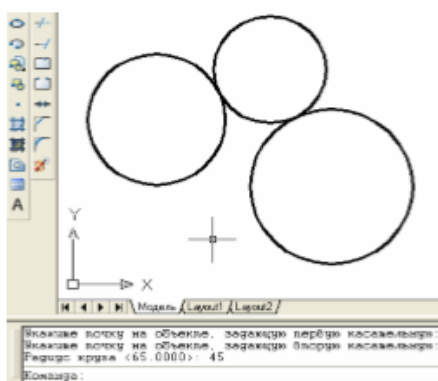 A
Y
X
Модель Layout1 Layout2
Укажите точку на объекте, задающую первую касательную:
Укажите точку на объекте, задающую вторую касательную:
Радиус круга <65.0000>: 45
Команда: